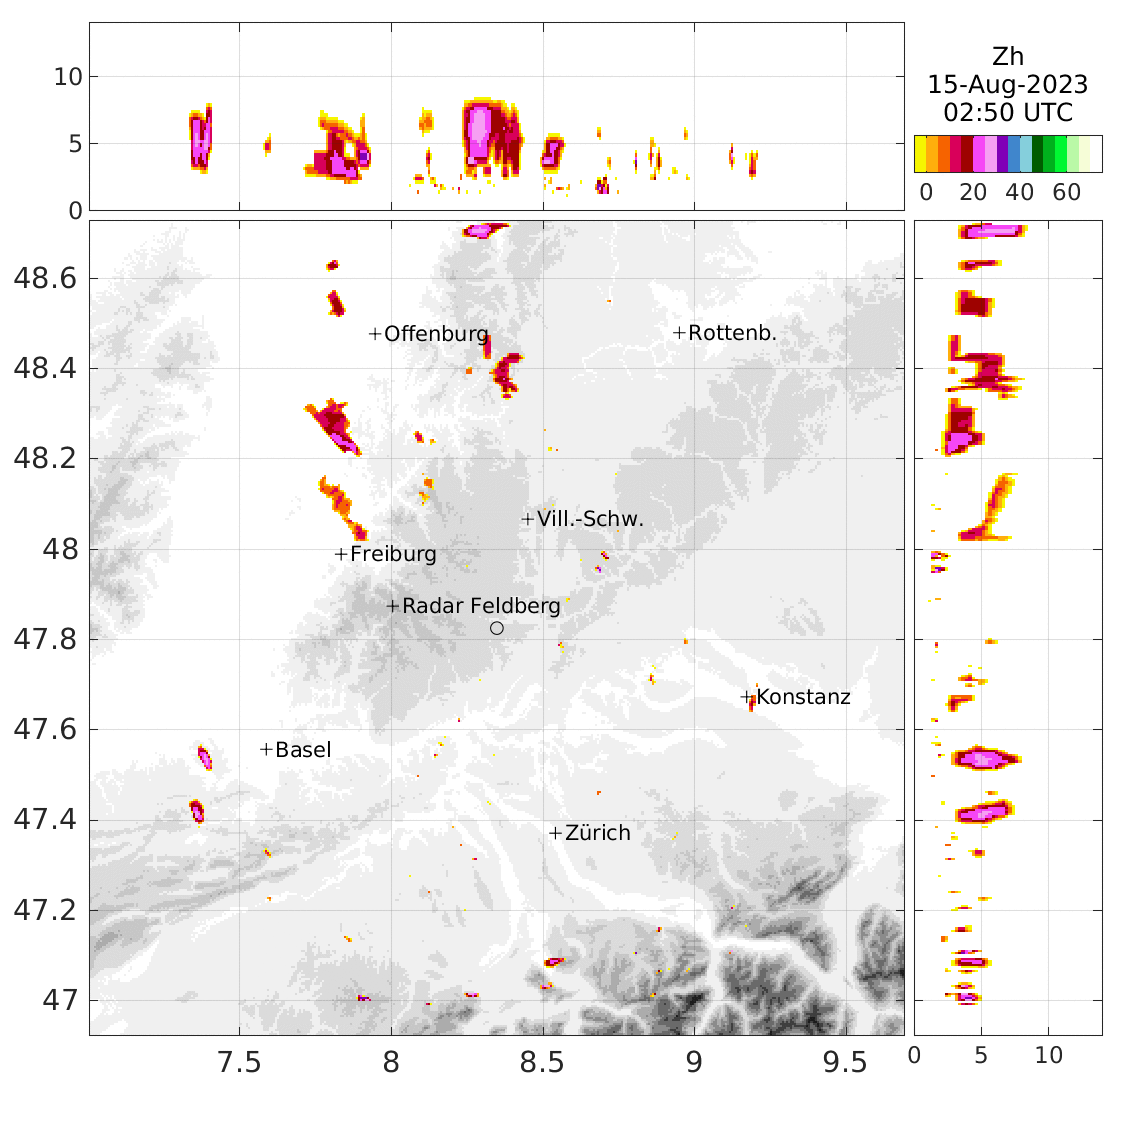 10
5
0
Zh
15-Aug-2023
02:50 UTC
0 20 40 60
48.6
48.4
48.2
48
47.8
47.6
47.4
47.2
47
+Offenburg
+Rottenb.
+Vill.-Schw.
+Freiburg
+Radar Feldberg
+Konstanz
+Basel
+Zürich
7.5 8 8.5 9 9.5
0 5 10